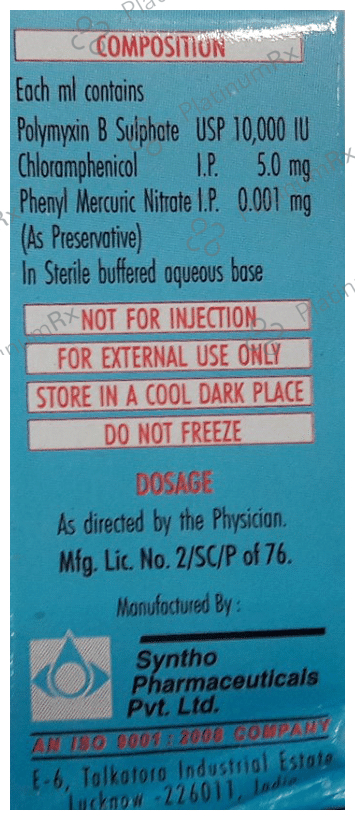 COMPOSITION
Each ml contains
Polymyxin B Sulphate USP 10,000 IU
Chloramphenicol I.P. 5.0 mg
Phenyl Mercuric Nitrate I.P. 0.001 mg
(As Preservative)
In Sterile buffered aqueous base
NOT FOR INJECTION
FOR EXTERNAL USE ONLY
STORE IN A COOL DARK PLACE
DO NOT FREEZE
DOSAGE
As directed by the Physician.
Mfg. Lic. No. 2/SC/P of 76.
Manufactured By :
Syntho
Pharmaceuticals
Pvt. Ltd.
AN ISO 9001 : 2008 COMPANY
E-6, Talkatora Industrial Estate
Lucknow - 226011, India
PlatinumRx